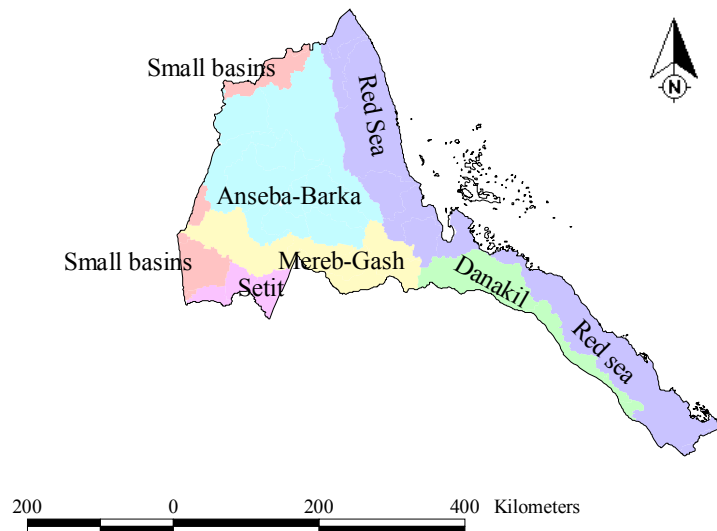 Small basins
Red Sea
N
Anseba-Barka
Small basins
Mereb-Gash
Setit
Danakil
Red sea
200 0 200 400 Kilometers